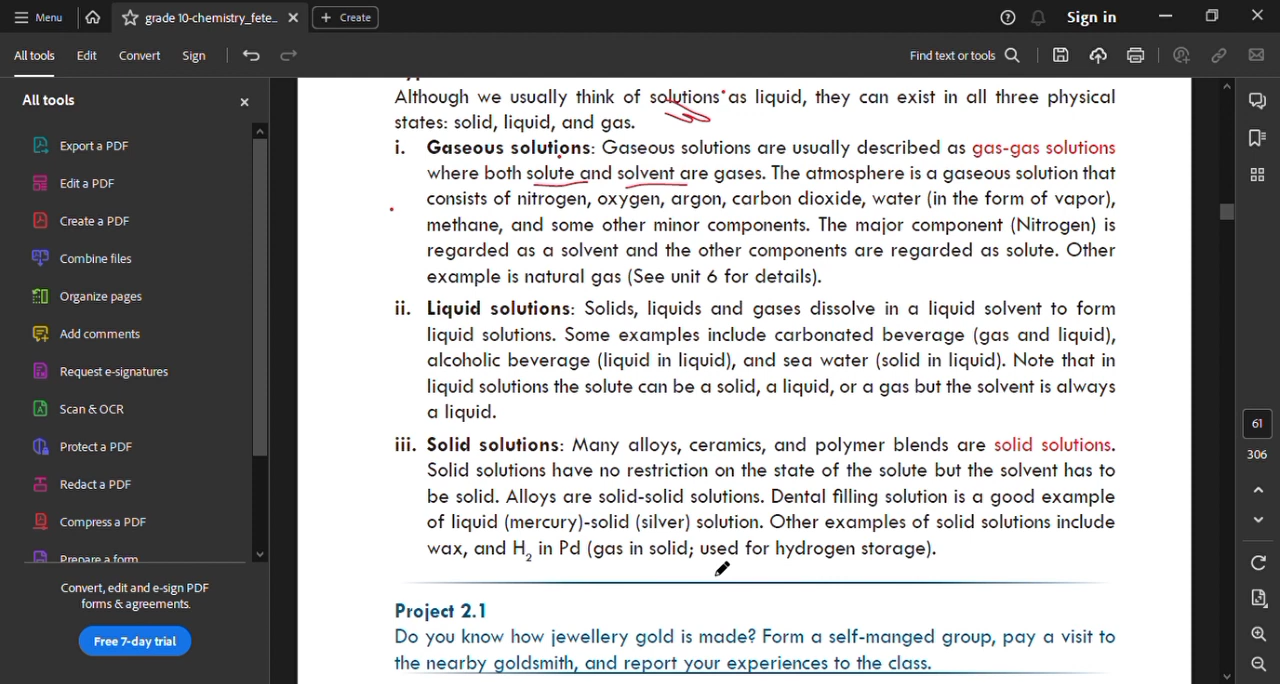 Menu
grade 10-chemistry_fete...
Create
Sign in
All tools
Edit
Convert
Sign
Find text or tools
All tools
Export a PDF
Edit a PDF
Create a PDF
Combine files
Organize pages
Add comments
Request e-signatures
Scan & OCR
Protect a PDF
Redact a PDF
Compress a PDF
Prepare a form
Convert, edit and e-sign PDF
forms & agreements.
Free 7-day trial
Although we usually think of solutions as liquid, they can exist in all three physical
states: solid, liquid, and gas.
i. Gaseous solutions: Gaseous solutions are usually described as gas-gas solutions
where both solute and solvent are gases. The atmosphere is a gaseous solution that
consists of nitrogen, oxygen, argon, carbon dioxide, water (in the form of vapor),
methane, and some other minor components. The major component (Nitrogen) is
regarded as a solvent and the other components are regarded as solute. Other
example is natural gas (See unit 6 for details).
ii. Liquid solutions: Solids, liquids and gases dissolve in a liquid solvent to form
liquid solutions. Some examples include carbonated beverage (gas and liquid),
alcoholic beverage (liquid in liquid), and sea water (solid in liquid). Note that in
liquid solutions the solute can be a solid, a liquid, or a gas but the solvent is always
a liquid.
iii. Solid solutions: Many alloys, ceramics, and polymer blends are solid solutions.
Solid solutions have no restriction on the state of the solute but the solvent has to
be solid. Alloys are solid-solid solutions. Dental filling solution is a good example
of liquid (mercury)-solid (silver) solution. Other examples of solid solutions include
wax, and H2 in Pd (gas in solid; used for hydrogen storage).
Project 2.1
Do you know how jewellery gold is made? Form a self-manged group, pay a visit to
the nearby goldsmith, and report your experiences to the class.
61
306